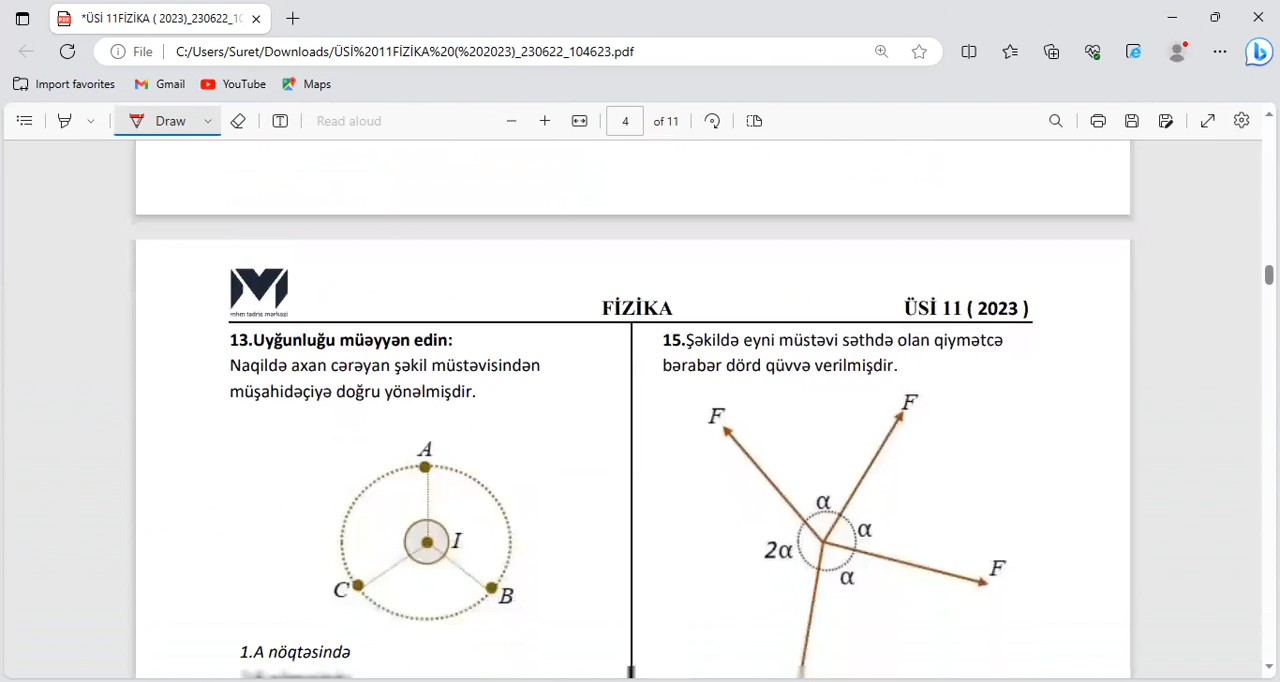 *ÜSİ 11FİZİKA ( 2023)_230622_10
File
C:/Users/Suret/Downloads/ÜSİ%2011FİZİKA%20(%202023)_230622_104623.pdf
Import favorites
Gmail
YouTube
Maps
Draw
Read aloud
4
of 11
FİZİKA
ÜSİ 11 ( 2023 )
13.Uyğunluğu müəyyən edin:
Naqildə axan cərəyan şəkil müstəvisindən
müşahidəçiyə doğru yönəlmişdir.
A
I
C
B
1.A nöqtəsində
15.Şəkildə eyni müstəvi səthdə olan qiymətcə
bərabər dörd qüvvə verilmişdir.
F
F
α
α
2α
α
F